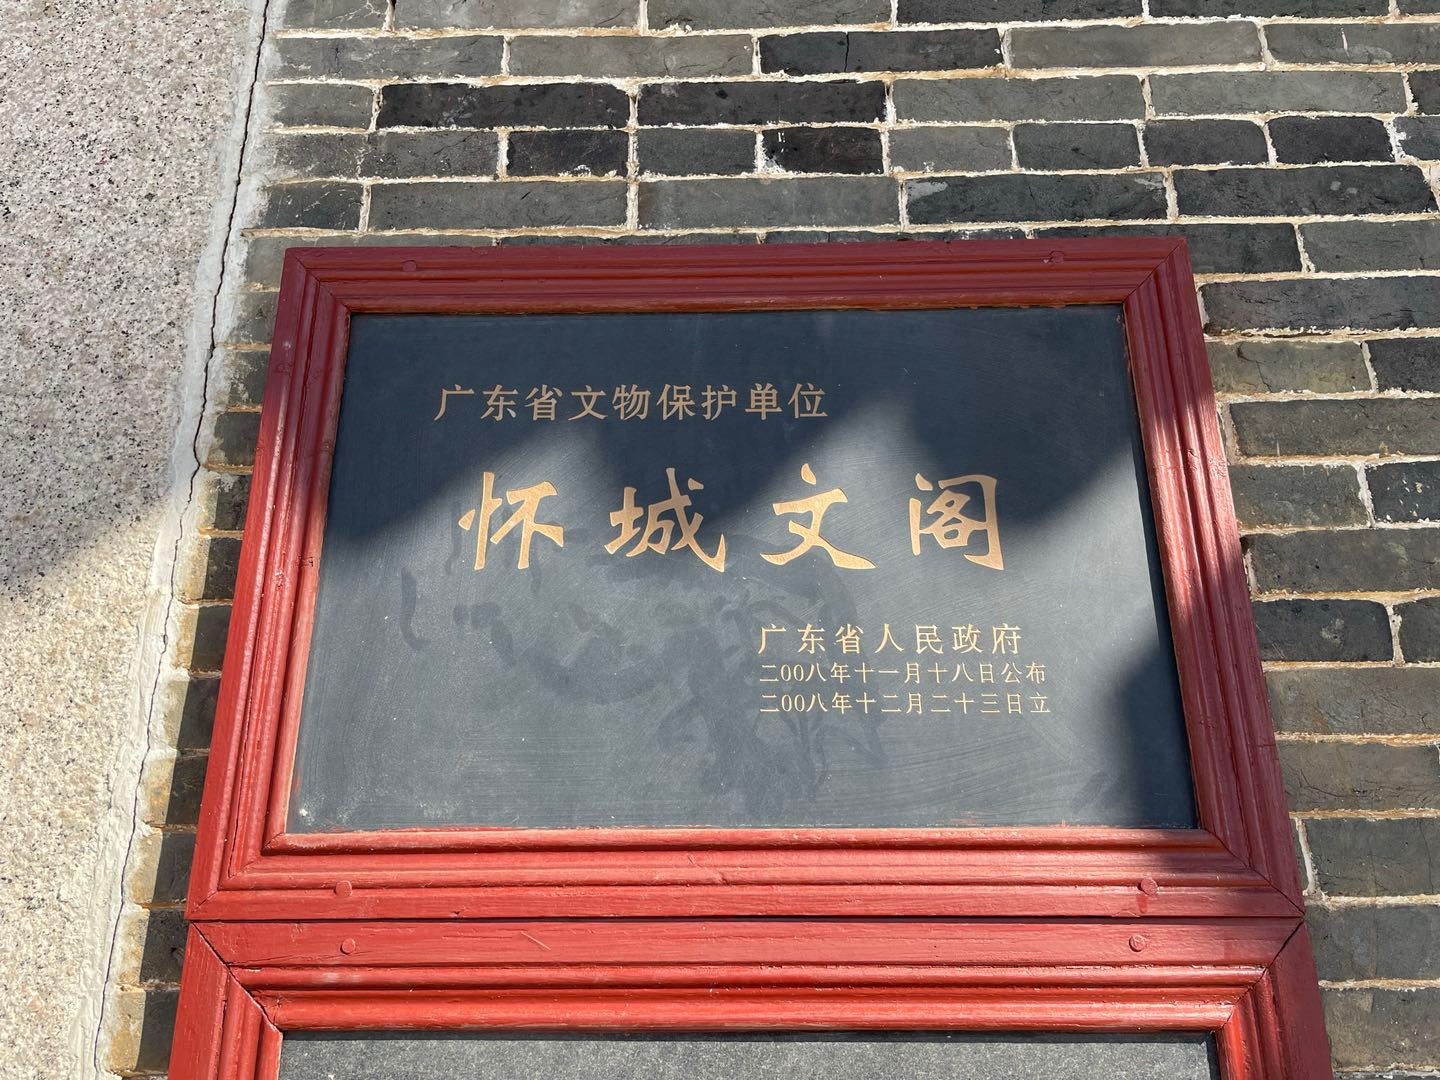 广东省文物保护单位
怀城文阁
广东省人民政府
二00八年十一月十八日公布
二00八年十二月二十三日立